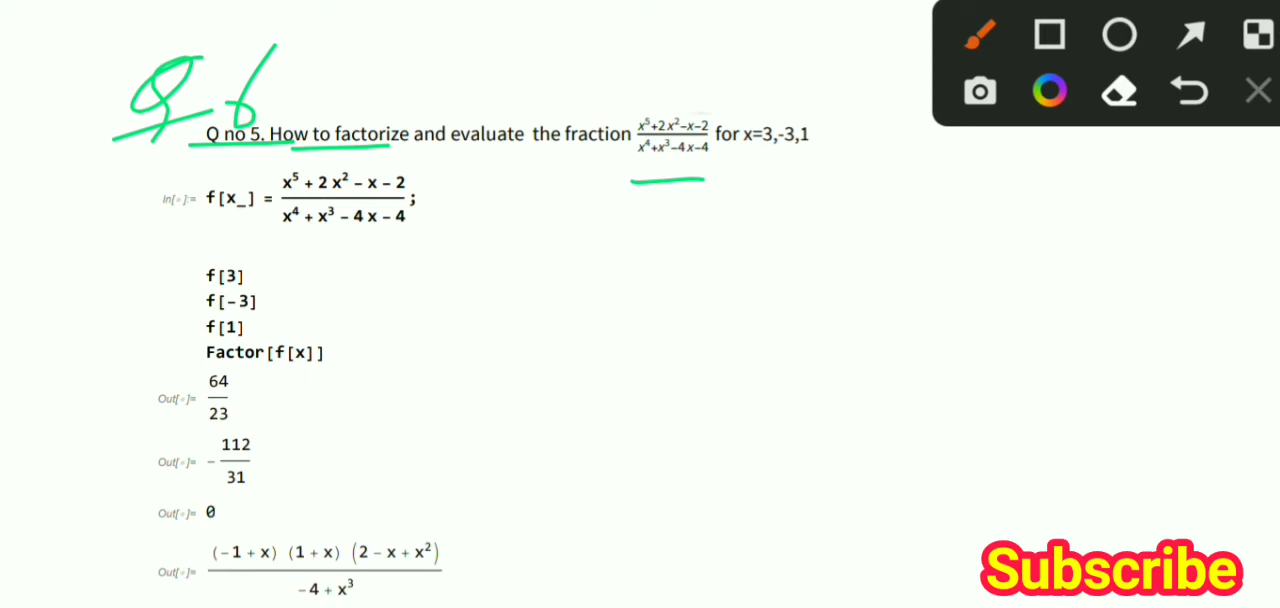 Q. 6
Q no 5. How to factorize and evaluate the fraction (x^5+2x^2-x-2)/(x^4+x^3-4x-4) for x=3,-3,1
In[◦]:= f[x_] = (x^5 + 2 x^2 - x - 2)/(x^4 + x^3 - 4 x - 4);
f[3]
f[-3]
f[1]
Factor[f[x]]
Out[◦]= 64/23
Out[◦]= - 112/31
Out[◦]= 0
Out[◦]= ((-1 + x) (1 + x) (2 - x + x^2))/(-4 + x^3)
Subscribe